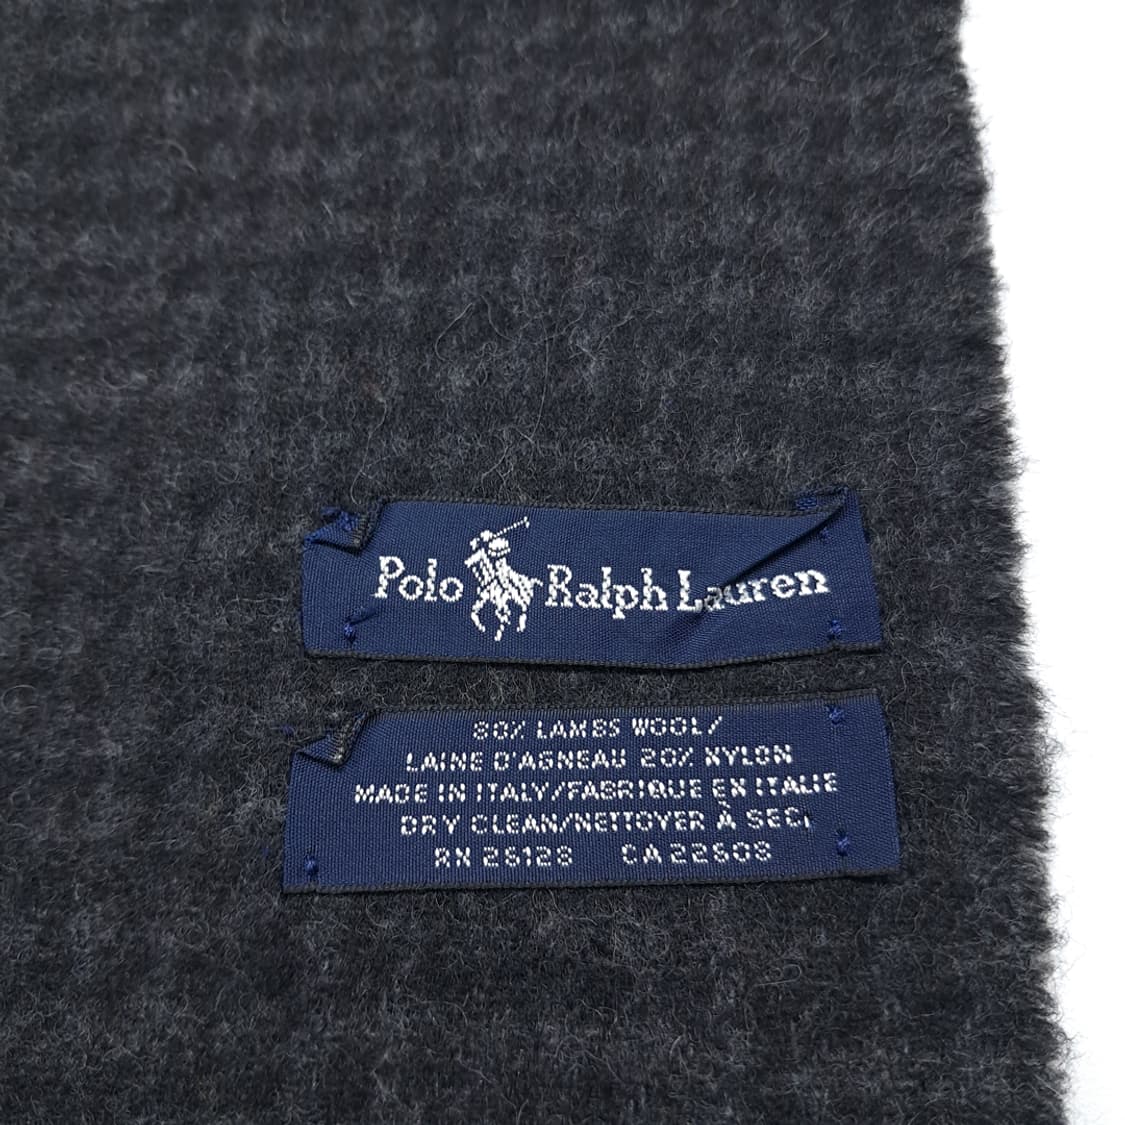 Polo Ralph Lauren
80% LAMBS WOOL/
LAINE D'AGNEAU 20% NYLON
MADE IN ITALY/FABRIQUE EN ITALIE
DRY CLEAN/NETTOYER À SEC
RN 26128 CA 22608